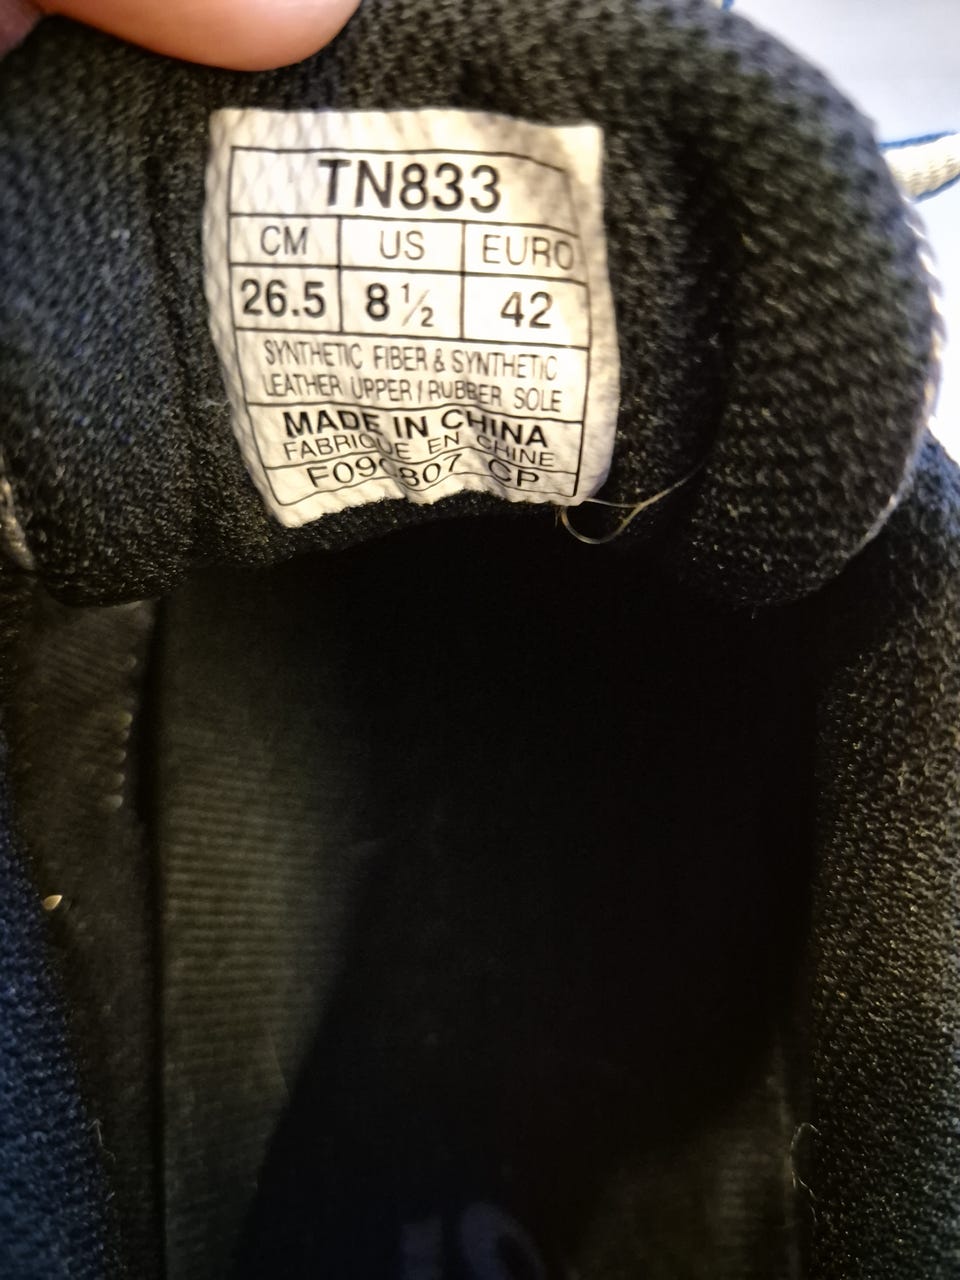 TN833
CM US EURO
26.5 8½ 42
SYNTHETIC FIBER & SYNTHETIC
LEATHER UPPER / RUBBER SOLE
MADE IN CHINA
FABRIQUE EN CHINE
CP